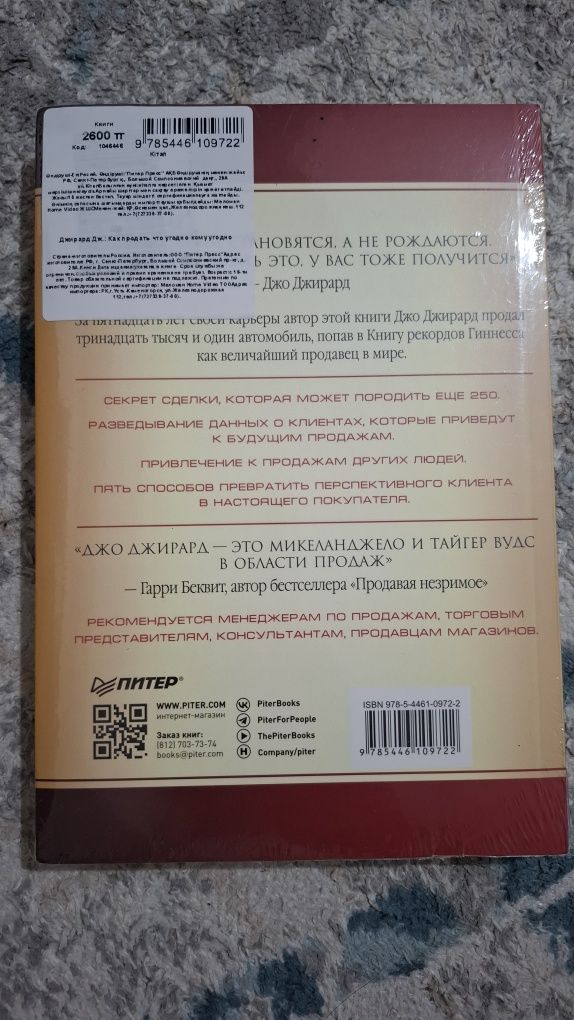 Книги
2600 тг
Код: 1046446
9 785446 109722
Кітап
Джирард Дж.: Как продать что угодно кому угодно
АНОВЯТСЯ, А НЕ РОЖДАЮТСЯ.
Ь ЭТО, У ВАС ТОЖЕ ПОЛУЧИТСЯ»
– Джо Джирард
За пятнадцать лет своей карьеры автор этой книги Джо Джирард продал
тринадцать тысяч и один автомобиль, попав в Книгу рекордов Гиннесса
как величайший продавец в мире.
СЕКРЕТ СДЕЛКИ, КОТОРАЯ МОЖЕТ ПОРОДИТЬ ЕЩЕ 250.
РАЗВЕДЫВАНИЕ ДАННЫХ О КЛИЕНТАХ, КОТОРЫЕ ПРИВЕДУТ
К БУДУЩИМ ПРОДАЖАМ.
ПРИВЛЕЧЕНИЕ К ПРОДАЖАМ ДРУГИХ ЛЮДЕЙ.
ПЯТЬ СПОСОБОВ ПРЕВРАТИТЬ ПЕРСПЕКТИВНОГО КЛИЕНТА
В НАСТОЯЩЕГО ПОКУПАТЕЛЯ.
«ДЖО ДЖИРАРД — ЭТО МИКЕЛАНДЖЕЛО И ТАЙГЕР ВУДС
В ОБЛАСТИ ПРОДАЖ»
— Гарри Беквит, автор бестселлера «Продавая незримое»
РЕКОМЕНДУЕТСЯ МЕНЕДЖЕРАМ ПО ПРОДАЖАМ, ТОРГОВЫМ
ПРЕДСТАВИТЕЛЯМ, КОНСУЛЬТАНТАМ, ПРОДАВЦАМ МАГАЗИНОВ.
ПИТЕР®
WWW.PITER.COM
интернет-магазин
Заказ книг:
(812) 703-73-74
books@piter.com
PiterBooks
PiterForPeople
ThePiterBooks
Company/piter
ISBN 978-5-4461-0972-2
9 785446 109722